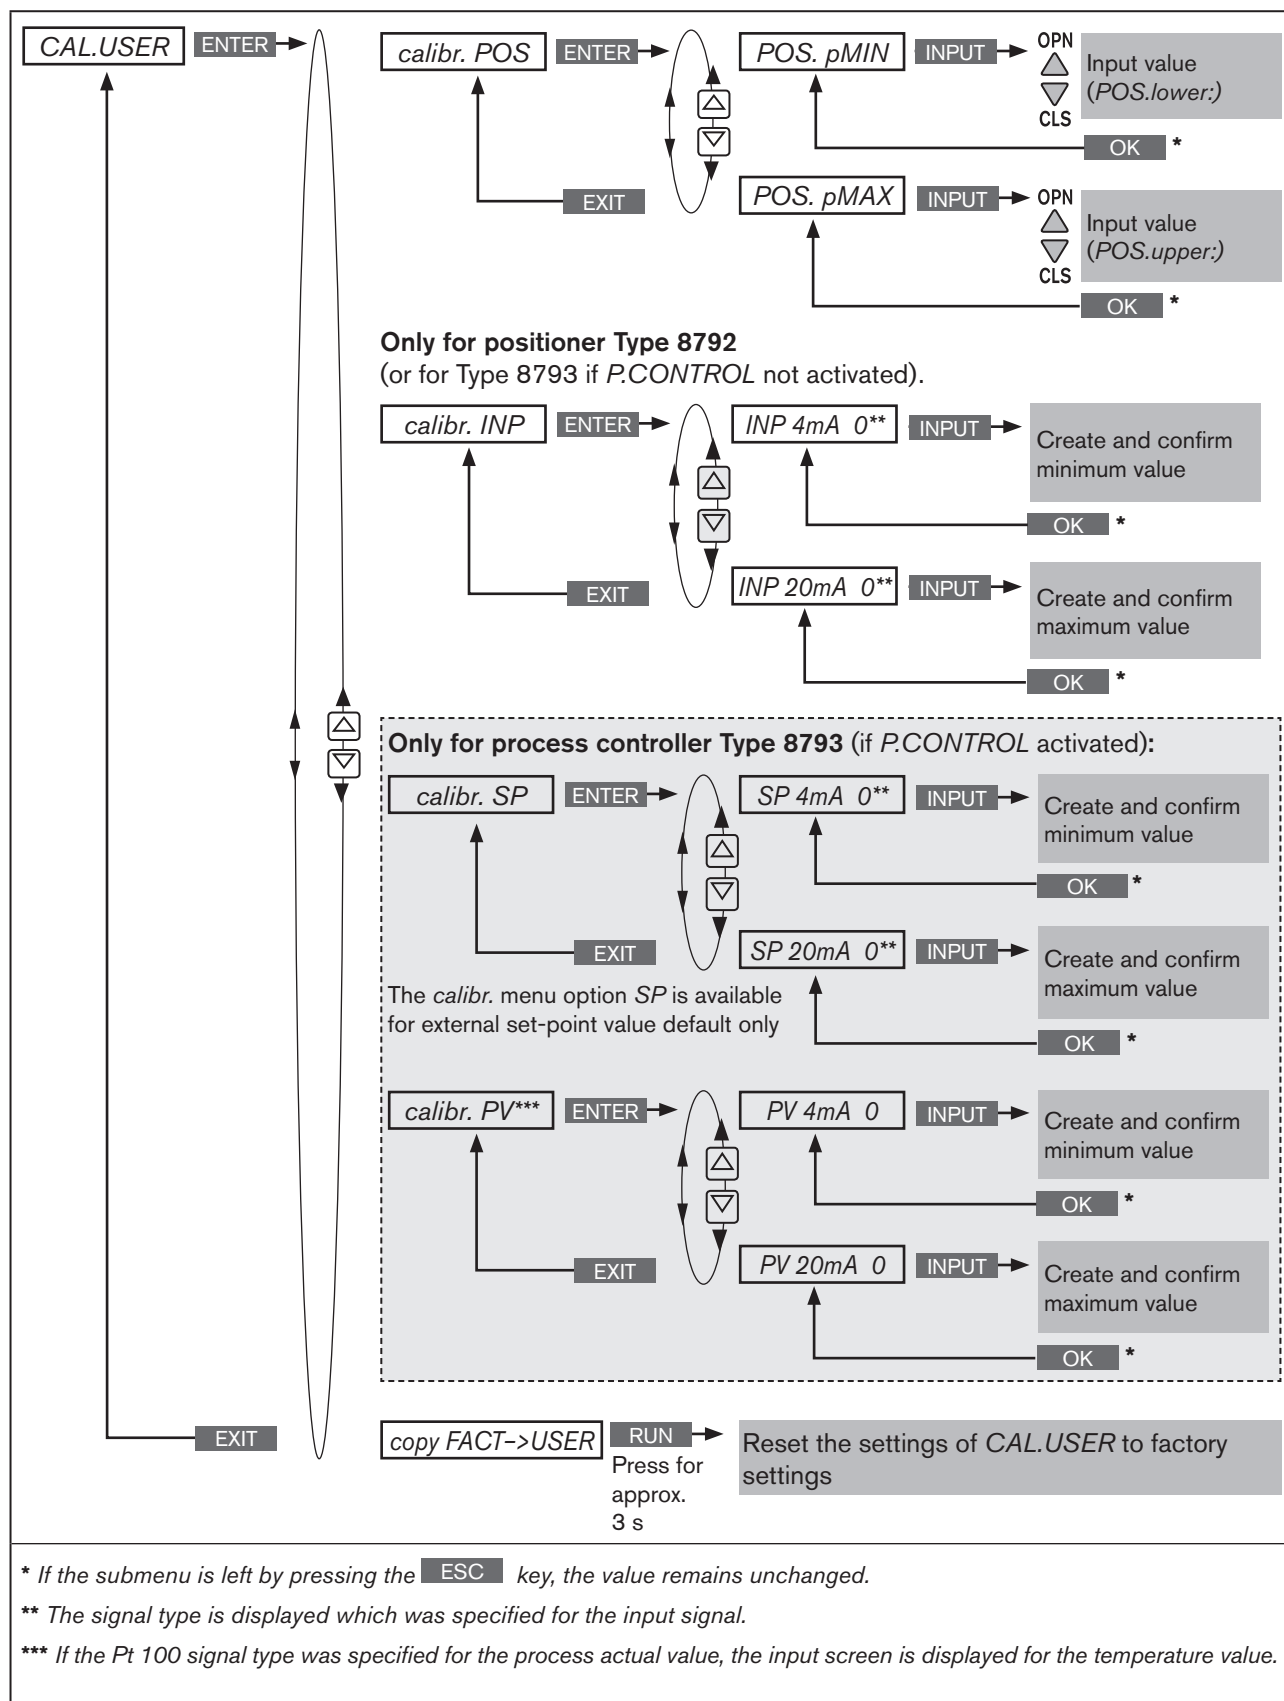 CAL.USER ENTER
calibr. POS ENTER
POS. pMIN INPUT
OPN
CLS
Input value
(POS.lower:)
OK *
EXIT
POS. pMAX INPUT
OPN
CLS
Input value
(POS.upper:)
OK *
Only for positioner Type 8792
(or for Type 8793 if P.CONTROL not activated).
calibr. INP ENTER
INP 4mA 0** INPUT
Create and confirm
minimum value
OK *
EXIT
INP 20mA 0** INPUT
Create and confirm
maximum value
OK *
Only for process controller Type 8793 (if P.CONTROL activated):
calibr. SP ENTER
SP 4mA 0** INPUT
Create and confirm
minimum value
OK *
EXIT
SP 20mA 0** INPUT
Create and confirm
maximum value
OK *
The calibr. menu option SP is available
for external set-point value default only
calibr. PV*** ENTER
PV 4mA 0 INPUT
Create and confirm
minimum value
OK *
EXIT
PV 20mA 0 INPUT
Create and confirm
maximum value
OK *
EXIT
copy FACT–>USER RUN
Press for
approx.
3 s
Reset the settings of CAL.USER to factory
settings
* If the submenu is left by pressing the ESC key, the value remains unchanged.
** The signal type is displayed which was specified for the input signal.
*** If the Pt 100 signal type was specified for the process actual value, the input screen is displayed for the temperature value.